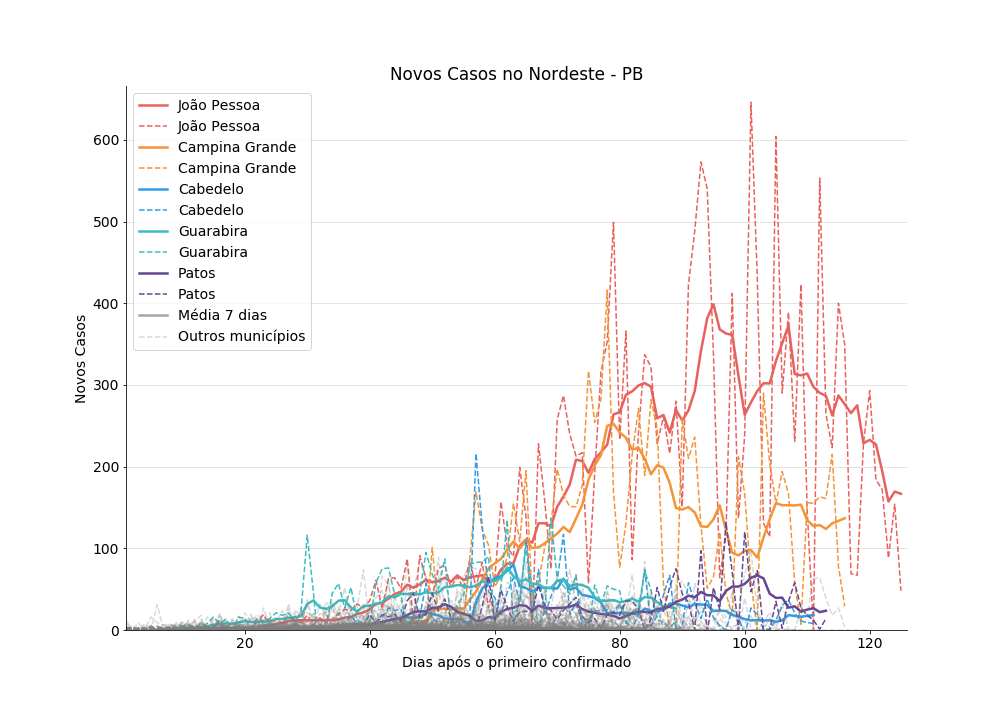 Novos Casos no Nordeste - PB
João Pessoa
João Pessoa
Campina Grande
Campina Grande
Cabedelo
Cabedelo
Guarabira
Guarabira
Patos
Patos
Média 7 dias
Outros municípios
Novos Casos
600
500
400
300
200
100
0
20
40
60
80
100
120
Dias após o primeiro confirmado